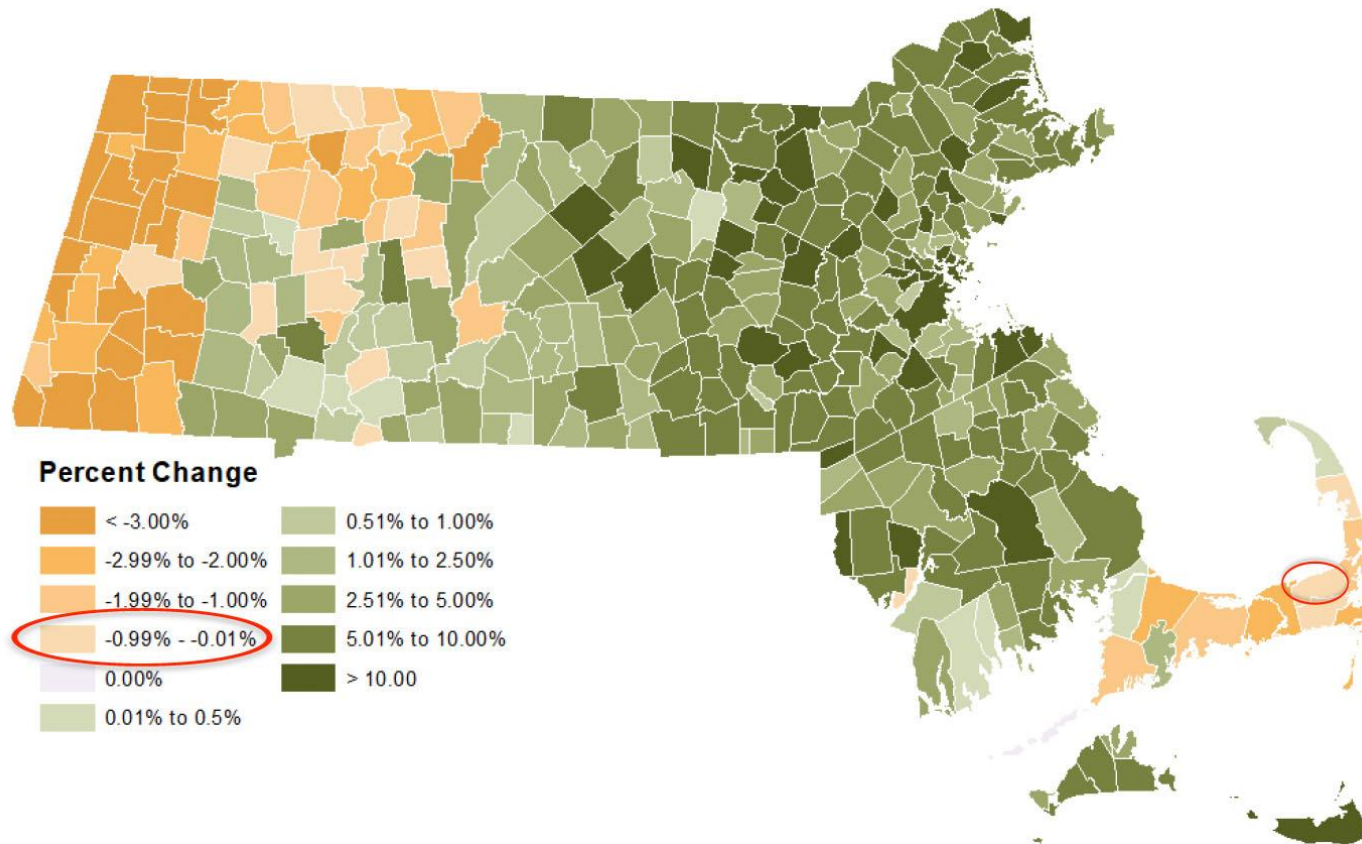 Percent Change
< -3.00%
-2.99% to -2.00%
-1.99% to -1.00%
-0.99% - -0.01%
0.00%
0.01% to 0.5%
0.51% to 1.00%
1.01% to 2.50%
2.51% to 5.00%
5.01% to 10.00%
> 10.00